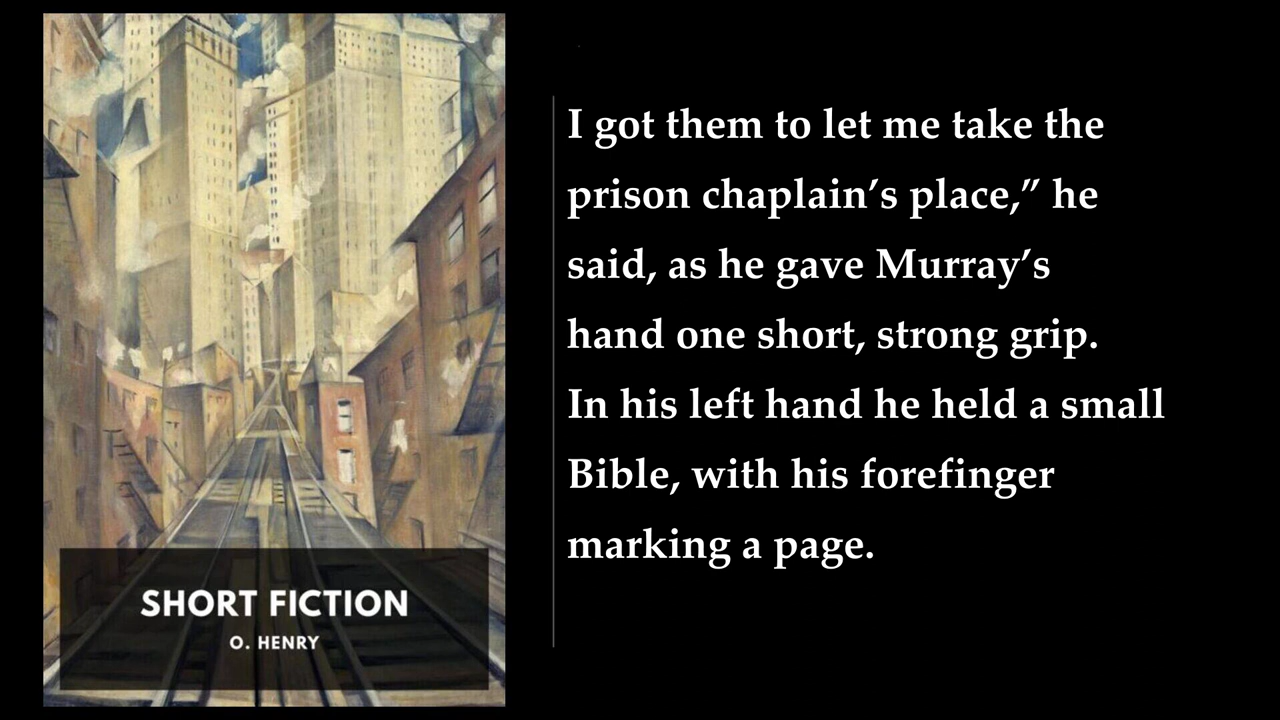 SHORT FICTION
O. HENRY
I got them to let me take the
prison chaplain’s place,” he
said, as he gave Murray’s
hand one short, strong grip.
In his left hand he held a small
Bible, with his forefinger
marking a page.